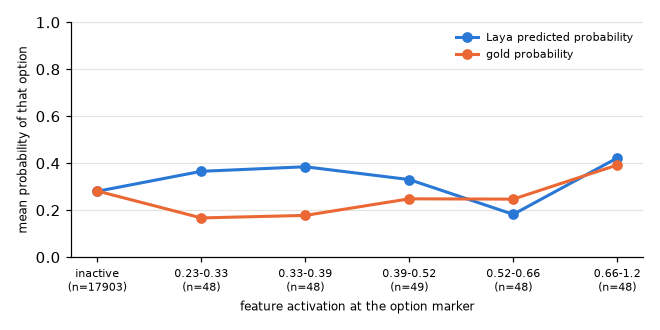 Laya predicted probability
gold probability
mean probability of that option
1.0
0.8
0.6
0.4
0.2
0.0
inactive
(n=17903)
0.23-0.33
(n=48)
0.33-0.39
(n=48)
0.39-0.52
(n=49)
0.52-0.66
(n=48)
0.66-1.2
(n=48)
feature activation at the option marker